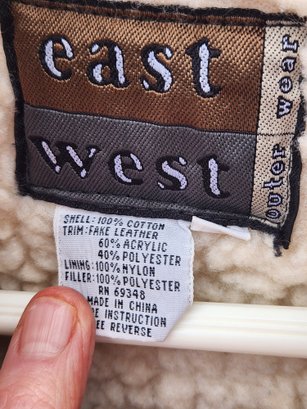 east
west
outer wear
SHELL: 100% COTTON
TRIM: FAKE LEATHER
60% ACRYLIC
40% POLYESTER
LINING: 100% NYLON
FILLER: 100% POLYESTER
RN 69348
MADE IN CHINA
INSTRUCTION
REVERSE